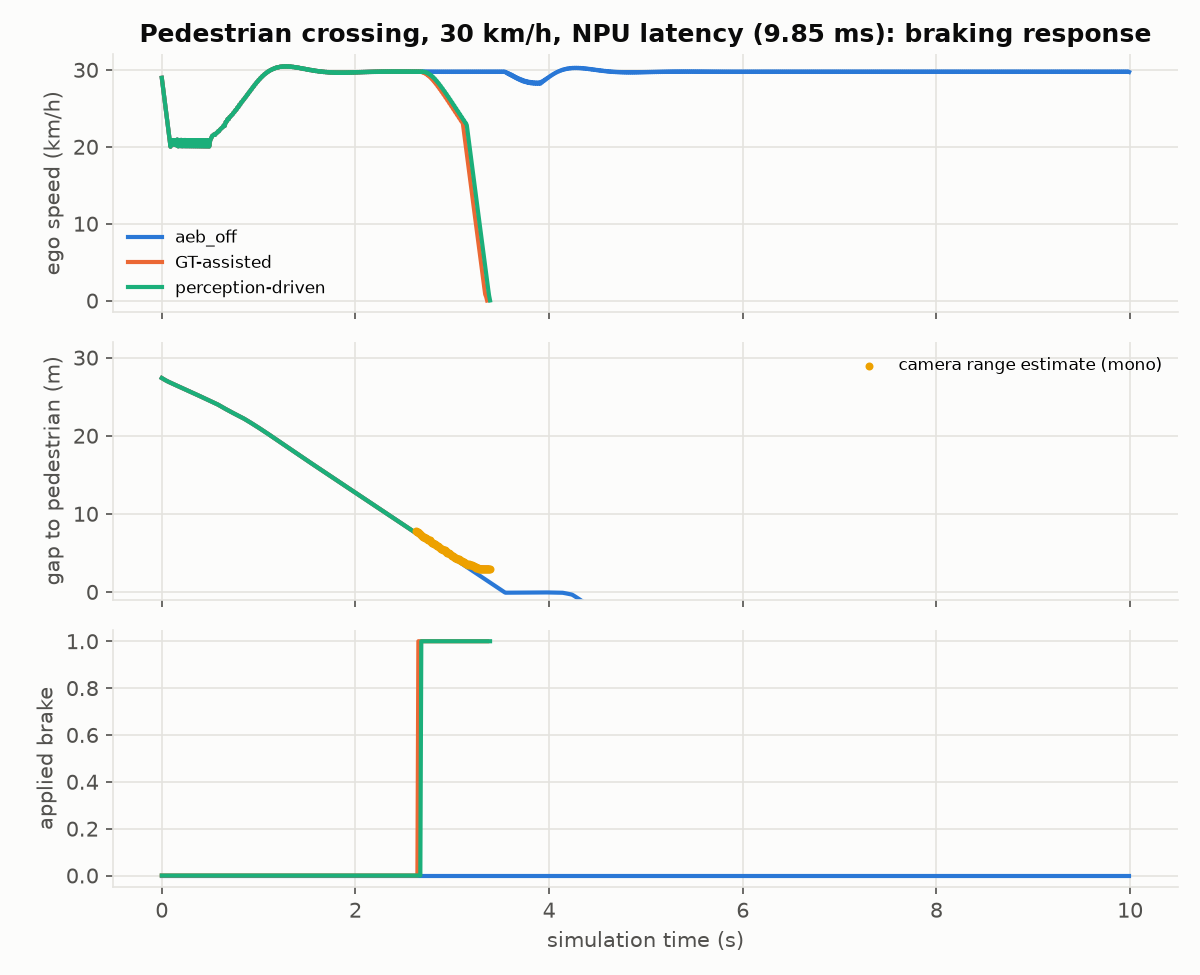 Pedestrian crossing, 30 km/h, NPU latency (9.85 ms): braking response
ego speed (km/h)
30
20
10
0
aeb_off
GT-assisted
perception-driven
gap to pedestrian (m)
30
20
10
0
camera range estimate (mono)
applied brake
1.0
0.8
0.6
0.4
0.2
0.0
0 2 4 6 8 10
simulation time (s)